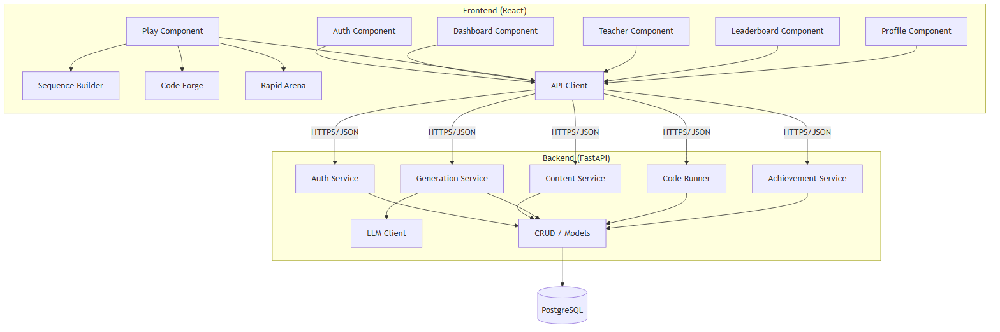 Frontend (React)
Play Component
Auth Component
Dashboard Component
Teacher Component
Leaderboard Component
Profile Component
Sequence Builder
Code Forge
Rapid Arena
API Client
HTTPS/JSON
HTTPS/JSON
HTTPS/JSON
HTTPS/JSON
HTTPS/JSON
Backend (FastAPI)
Auth Service
Generation Service
Content Service
Code Runner
Achievement Service
LLM Client
CRUD / Models
PostgreSQL